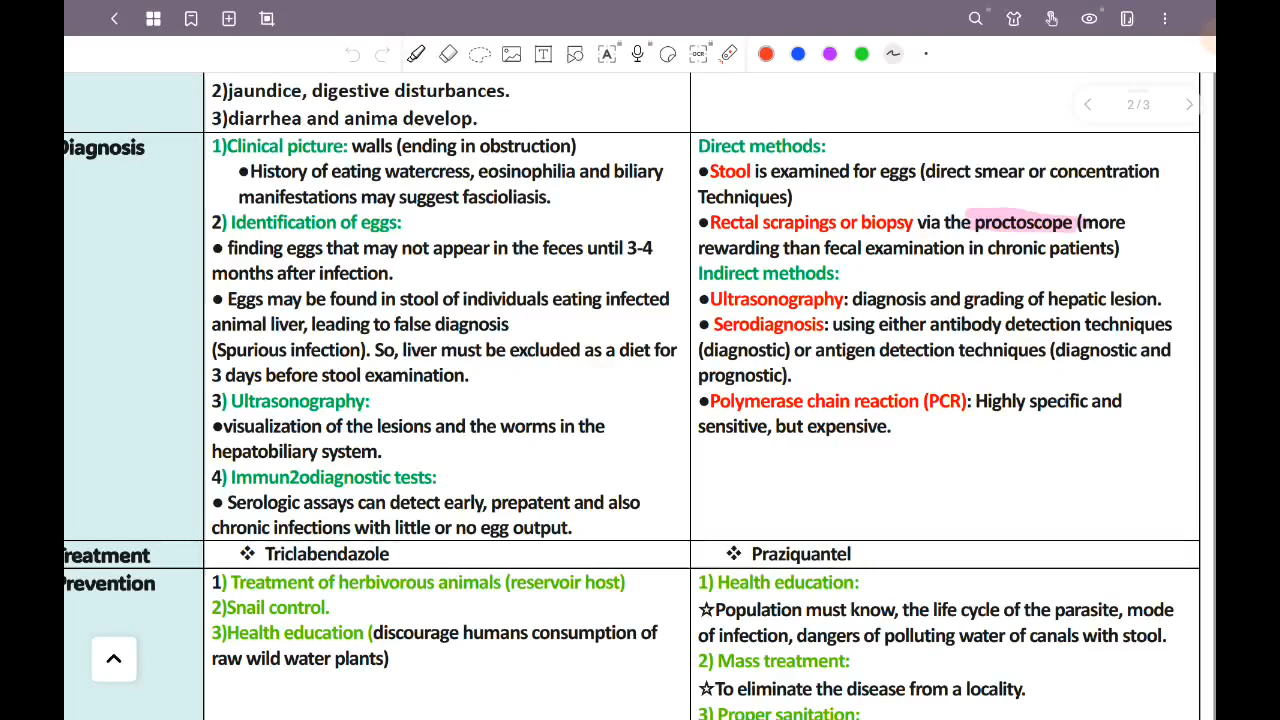 2/3
2)jaundice, digestive disturbances.
3)diarrhea and anima develop.
Diagnosis
1)Clinical picture: walls (ending in obstruction)
●History of eating watercress, eosinophilia and biliary
manifestations may suggest fascioliasis.
2) Identification of eggs:
● finding eggs that may not appear in the feces until 3-4
months after infection.
● Eggs may be found in stool of individuals eating infected
animal liver, leading to false diagnosis
(Spurious infection). So, liver must be excluded as a diet for
3 days before stool examination.
3) Ultrasonography:
●visualization of the lesions and the worms in the
hepatobiliary system.
4) Immun2odiagnostic tests:
● Serologic assays can detect early, prepatent and also
chronic infections with little or no egg output.
Direct methods:
●Stool is examined for eggs (direct smear or concentration
Techniques)
●Rectal scrapings or biopsy via the proctoscope (more
rewarding than fecal examination in chronic patients)
Indirect methods:
●Ultrasonography: diagnosis and grading of hepatic lesion.
● Serodiagnosis: using either antibody detection techniques
(diagnostic) or antigen detection techniques (diagnostic and
prognostic).
●Polymerase chain reaction (PCR): Highly specific and
sensitive, but expensive.
Treatment
❖ Triclabendazole
❖ Praziquantel
Prevention
1) Treatment of herbivorous animals (reservoir host)
2)Snail control.
3)Health education (discourage humans consumption of
raw wild water plants)
1) Health education:
☆Population must know, the life cycle of the parasite, mode
of infection, dangers of polluting water of canals with stool.
2) Mass treatment:
☆To eliminate the disease from a locality.
3) Proper sanitation: